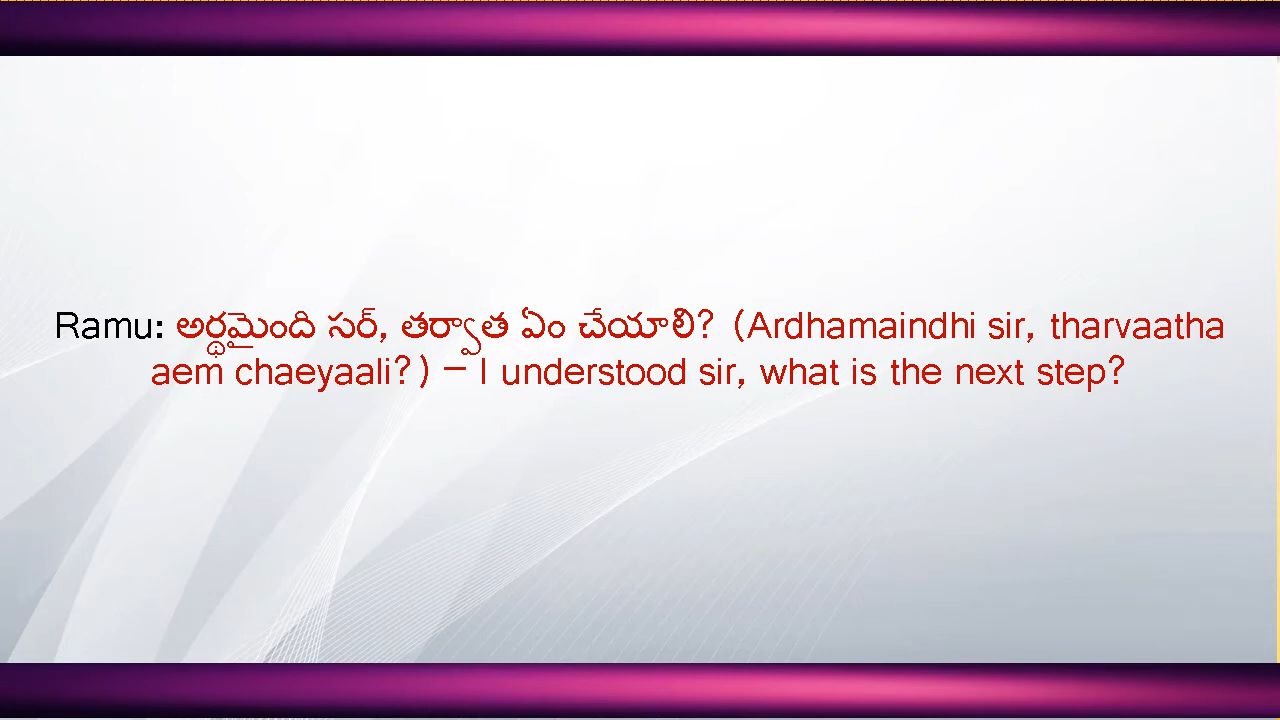 Ramu: అర్థమైంది సర్, తర్వాత ఏం చేయాలి? (Ardhamaindhi sir, tharvaatha
aem chaeyaali?) - I understood sir, what is the next step?